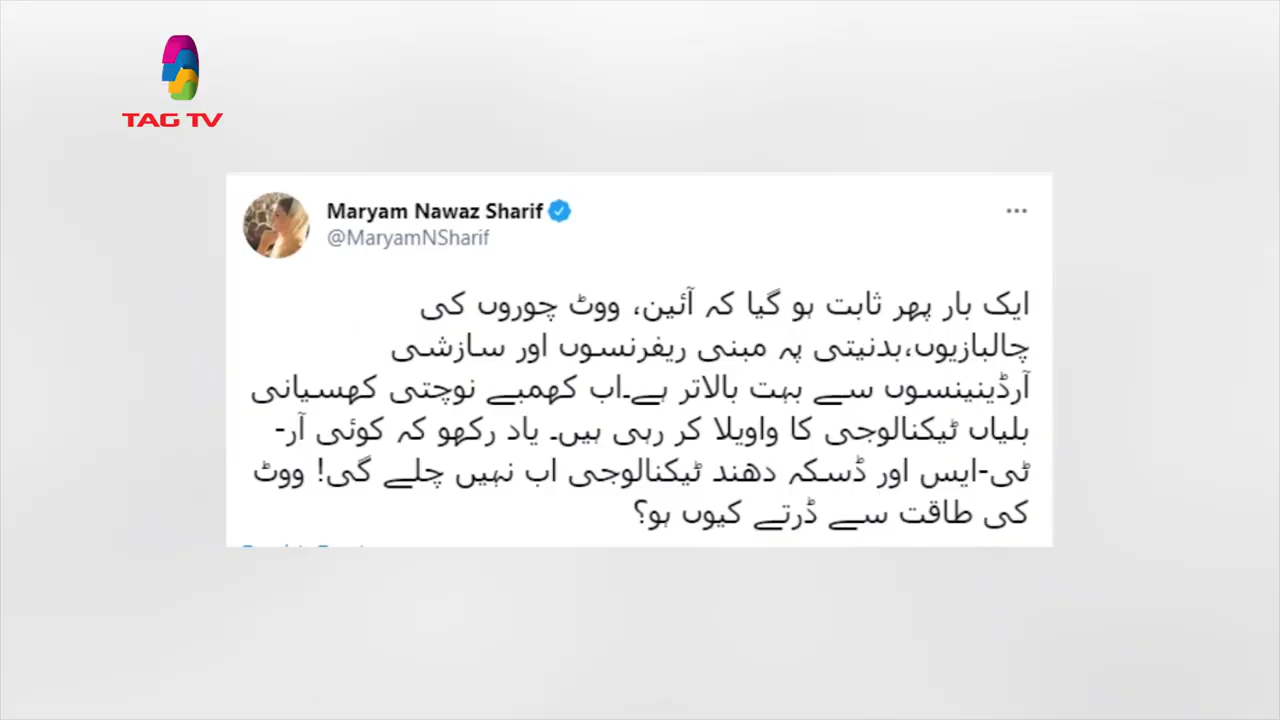 TAG TV
Maryam Nawaz Sharif
@MaryamNSharif
ایک بار پھر ثابت ہو گیا کہ آئین، ووٹ چوروں کی
چالبازیوں،بدنیتی پہ مبنی ریفرنسوں اور سازشی
آرڈینینسوں سے بہت بالاتر ہے۔اب کھمبے نوچتی کھسیانی
بلیاں ٹیکنالوجی کا واویلا کر رہی ہیں۔ یاد رکھو کہ کوئی آر-
ٹی-ایس اور ڈسکہ دھند ٹیکنالوجی اب نہیں چلے گی! ووٹ
کی طاقت سے ڈرتے کیوں ہو؟